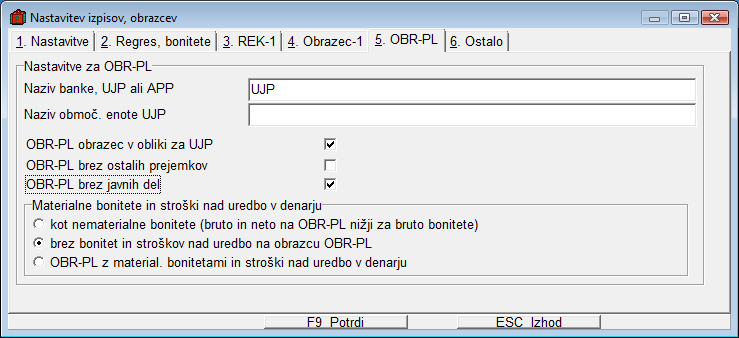 Nastavitev izpisov, obrazcev
1. Nastavitve 2. Regres, bonitete 3. REK-1 4. Obrazec-1 5. OBR-PL 6. Ostalo
Nastavitve za OBR-PL
Naziv banke, UJP ali APP UJP
Naziv območ. enote UJP
OBR-PL obrazec v obliki za UJP
OBR-PL brez ostalih prejemkov
OBR-PL brez javnih del
Materialne bonitete in stroški nad uredbo v denarju
kot nematerialne bonitete (bruto in neto na OBR-PL nižji za bruto bonitete)
brez bonitet in stroškov nad uredbo na obrazcu OBR-PL
OBR-PL z material. bonitetami in stroški nad uredbo v denarju
F9 Potrdi ESC Izhod